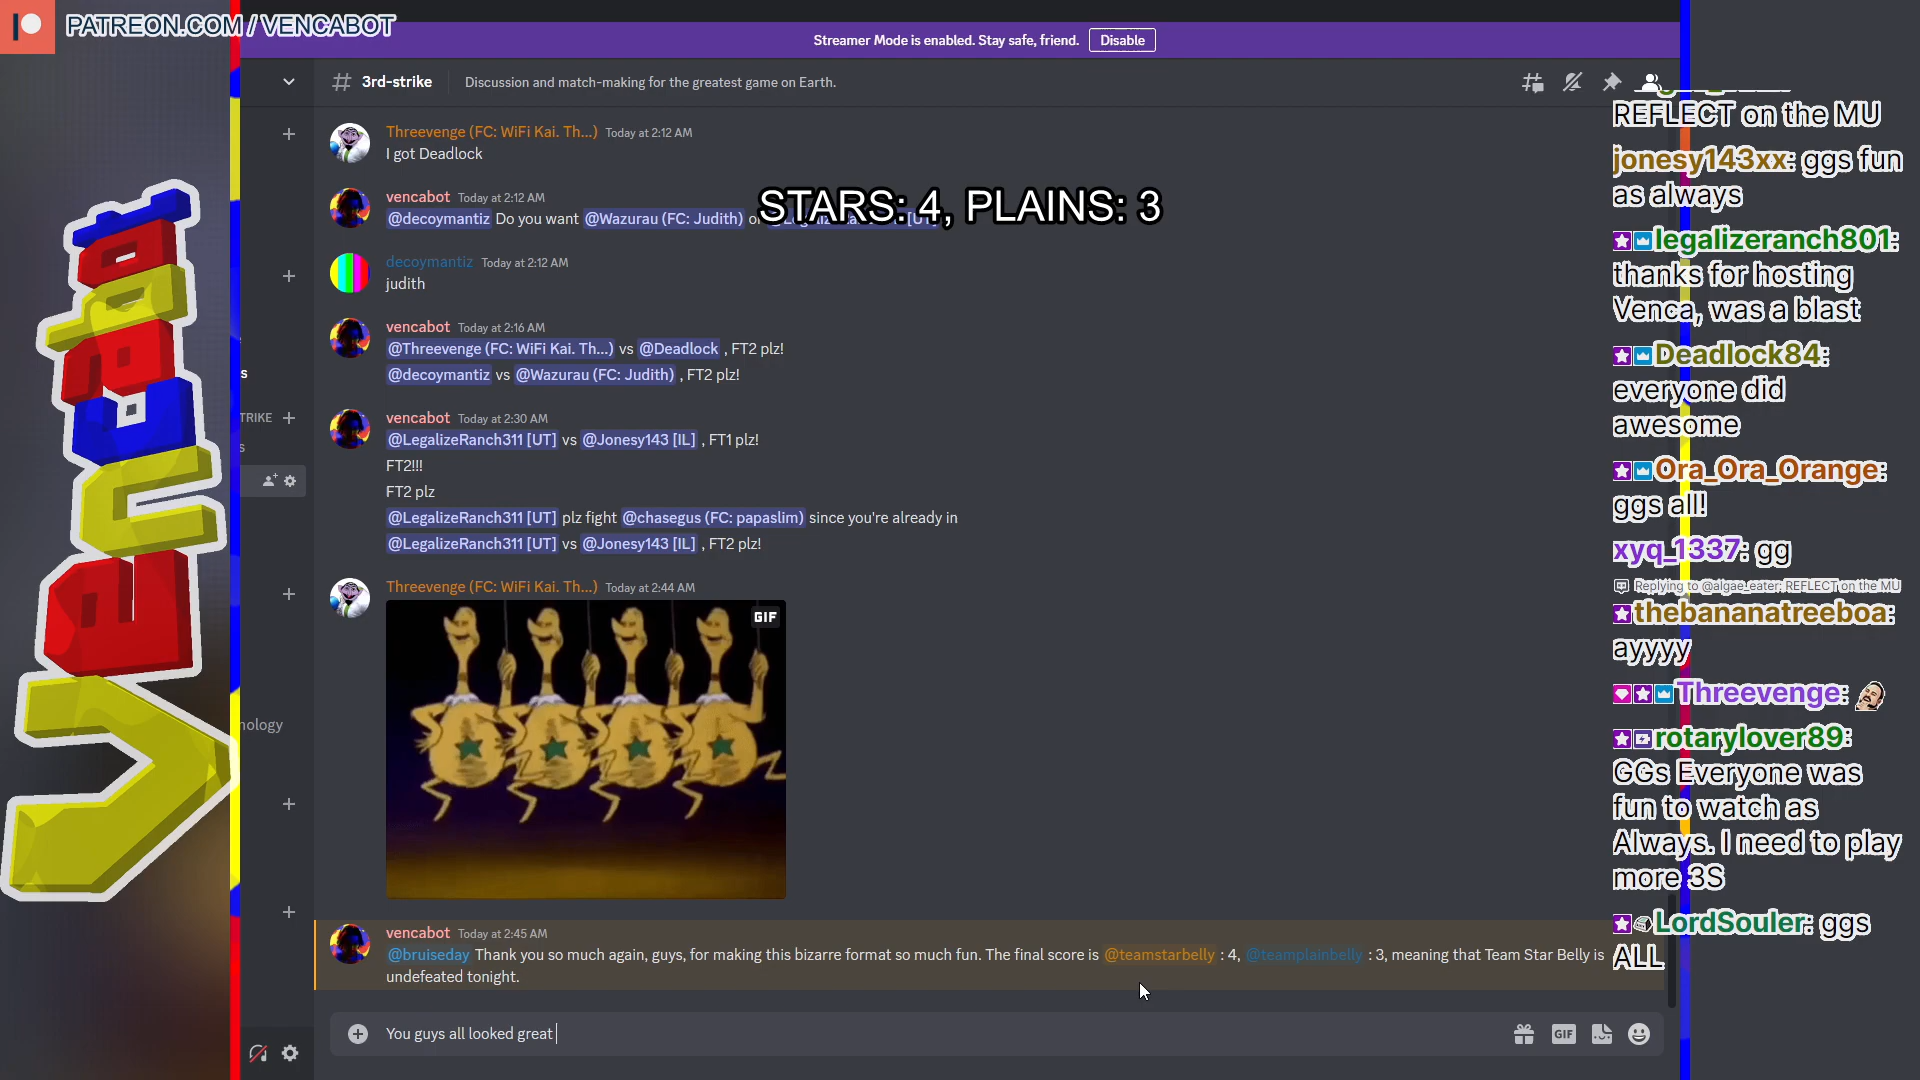 PATREON.COM / VENCABOT
Vencabot
Streamer Mode is enabled. Stay safe, friend.
Disable
3rd-strike
Discussion and match-making for the greatest game on Earth.
Threevenge (FC: WiFi Kai. Th...) Today at 2:12 AM
I got Deadlock
vencabot Today at 2:12 AM
@decoymantiz Do you want @Wazurau (FC: Judith)
STARS: 4, PLAINS: 3
decoymantiz Today at 2:12 AM
judith
vencabot Today at 2:16 AM
@Threevenge (FC: WiFi Kai. Th...) vs @Deadlock , FT2 plz!
@decoymantiz vs @Wazurau (FC: Judith) , FT2 plz!
TRIKE
vencabot Today at 2:30 AM
@LegalizeRanch311 [UT] vs @Jonesy143 [IL] , FT1 plz!
FT2!!!
FT2 plz
@LegalizeRanch311 [UT] plz fight @chasegus (FC: papaslim) since you're already in
@LegalizeRanch311 [UT] vs @Jonesy143 [IL] , FT2 plz!
Threevenge (FC: WiFi Kai. Th...) Today at 2:44 AM
GIF
nology
vencabot Today at 2:45 AM
@bruiseday Thank you so much again, guys, for making this bizarre format so much fun. The final score is @teamstarbelly : 4, @teamplainbelly : 3, meaning that Team Star Belly is
undefeated tonight.
You guys all looked great
GIF
REFLECT on the MU
jonesy143xx: ggs fun
as always
legalizeranch801:
thanks for hosting
Venca, was a blast
Deadlock84:
everyone did
awesome
Ora_Ora_Orange:
ggs all!
xyq_1337: gg
Replying to @algae_eater: REFLECT on the MU
thebananatreeboa:
ayyyy
Threevenge:
rotarylover89:
GGs Everyone was
fun to watch as
Always. I need to play
more 3S
LordSouler: ggs
ALL